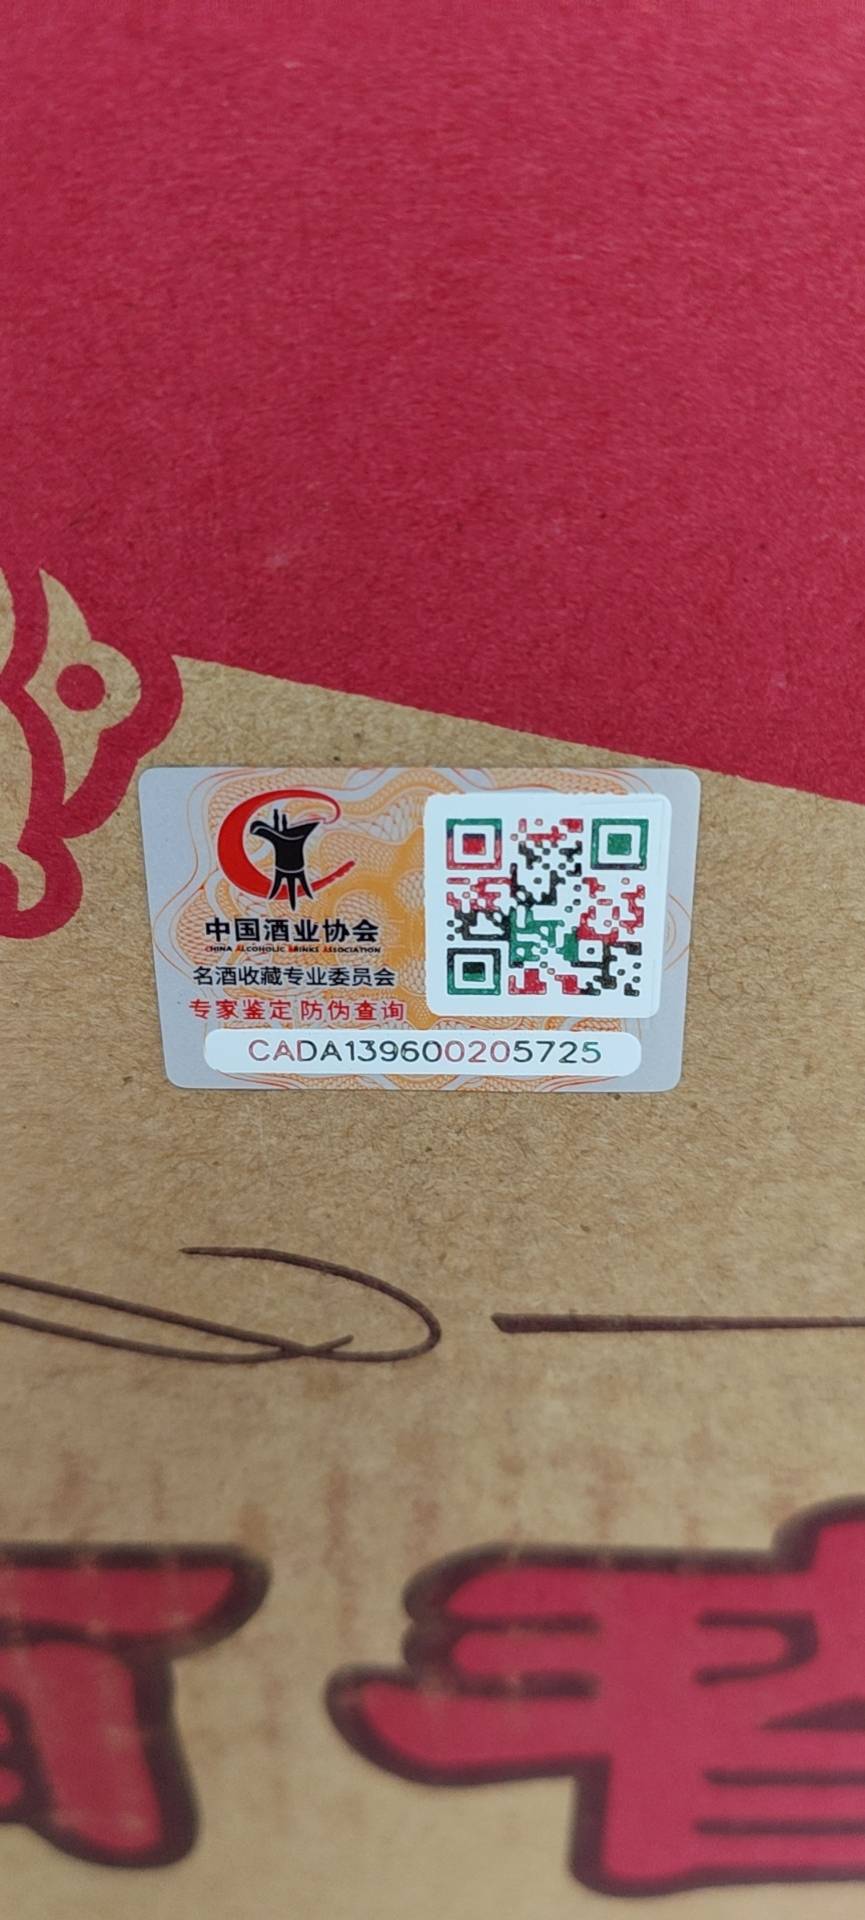 中国酒业协会
CHINA ALCOHOLIC DRINKS ASSOCIATION
名酒收藏专业委员会
专家鉴定 防伪查询
CADA139600205725